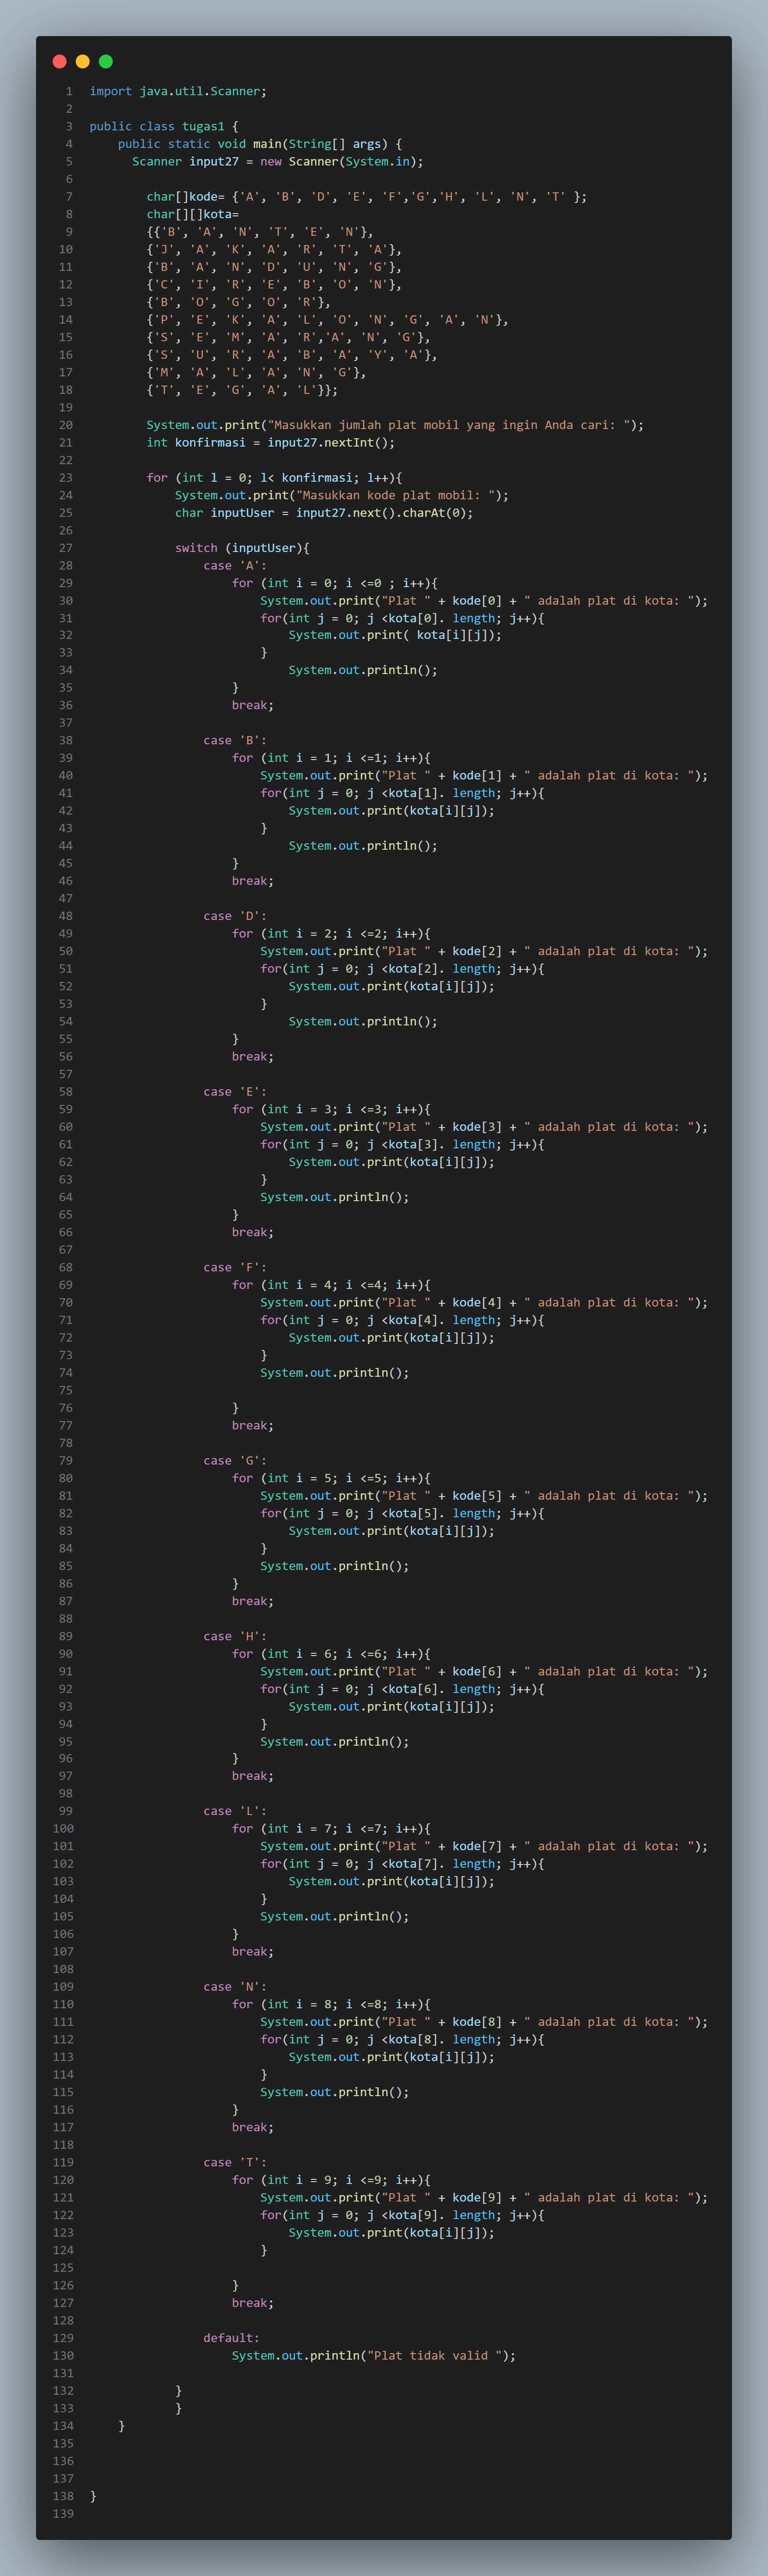 1 import java.util.Scanner;
2
3 public class tugas1 {
4     public static void main(String[] args) {
5       Scanner input27 = new Scanner(System.in);
6
7         char[]kode= {'A', 'B', 'D', 'E', 'F','G','H', 'L', 'N', 'T' };
8         char[][]kota=
9         {{'B', 'A', 'N', 'T', 'E', 'N'},
10         {'J', 'A', 'K', 'A', 'R', 'T', 'A'},
11         {'B', 'A', 'N', 'D', 'U', 'N', 'G'},
12         {'C', 'I', 'R', 'E', 'B', 'O', 'N'},
13         {'B', 'O', 'G', 'O', 'R'},
14         {'P', 'E', 'K', 'A', 'L', 'O', 'N', 'G', 'A', 'N'},
15         {'S', 'E', 'M', 'A', 'R','A', 'N', 'G'},
16         {'S', 'U', 'R', 'A', 'B', 'A', 'Y', 'A'},
17         {'M', 'A', 'L', 'A', 'N', 'G'},
18         {'T', 'E', 'G', 'A', 'L'}};
19
20         System.out.print("Masukkan jumlah plat mobil yang ingin Anda cari: ");
21         int konfirmasi = input27.nextInt();
22
23         for (int l = 0; l< konfirmasi; l++){
24             System.out.print("Masukkan kode plat mobil: ");
25             char inputUser = input27.next().charAt(0);
26
27             switch (inputUser){
28                 case 'A':
29                     for (int i = 0; i <=0 ; i++){
30                         System.out.print("Plat " + kode[0] + " adalah plat di kota: ");
31                         for(int j = 0; j <kota[0]. length; j++){
32                             System.out.print( kota[i][j]);
33                         }
34                             System.out.println();
35                     }
36                     break;
37
38                 case 'B':
39                     for (int i = 1; i <=1; i++){
40                         System.out.print("Plat " + kode[1] + " adalah plat di kota: ");
41                         for(int j = 0; j <kota[1]. length; j++){
42                             System.out.print(kota[i][j]);
43                         }
44                             System.out.println();
45                     }
46                     break;
47
48                 case 'D':
49                     for (int i = 2; i <=2; i++){
50                         System.out.print("Plat " + kode[2] + " adalah plat di kota: ");
51                         for(int j = 0; j <kota[2]. length; j++){
52                             System.out.print(kota[i][j]);
53                         }
54                             System.out.println();
55                     }
56                     break;
57
58                 case 'E':
59                     for (int i = 3; i <=3; i++){
60                         System.out.print("Plat " + kode[3] + " adalah plat di kota: ");
61                         for(int j = 0; j <kota[3]. length; j++){
62                             System.out.print(kota[i][j]);
63                         }
64                         System.out.println();
65                     }
66                     break;
67
68                 case 'F':
69                     for (int i = 4; i <=4; i++){
70                         System.out.print("Plat " + kode[4] + " adalah plat di kota: ");
71                         for(int j = 0; j <kota[4]. length; j++){
72                             System.out.print(kota[i][j]);
73                         }
74                         System.out.println();
75
76                     }
77                     break;
78
79                 case 'G':
80                     for (int i = 5; i <=5; i++){
81                         System.out.print("Plat " + kode[5] + " adalah plat di kota: ");
82                         for(int j = 0; j <kota[5]. length; j++){
83                             System.out.print(kota[i][j]);
84                         }
85                         System.out.println();
86                     }
87                     break;
88
89                 case 'H':
90                     for (int i = 6; i <=6; i++){
91                         System.out.print("Plat " + kode[6] + " adalah plat di kota: ");
92                         for(int j = 0; j <kota[6]. length; j++){
93                             System.out.print(kota[i][j]);
94                         }
95                         System.out.println();
96                     }
97                     break;
98
99                 case 'L':
100                     for (int i = 7; i <=7; i++){
101                         System.out.print("Plat " + kode[7] + " adalah plat di kota: ");
102                         for(int j = 0; j <kota[7]. length; j++){
103                             System.out.print(kota[i][j]);
104                         }
105                         System.out.println();
106                     }
107                     break;
108
109                 case 'N':
110                     for (int i = 8; i <=8; i++){
111                         System.out.print("Plat " + kode[8] + " adalah plat di kota: ");
112                         for(int j = 0; j <kota[8]. length; j++){
113                             System.out.print(kota[i][j]);
114                         }
115                         System.out.println();
116                     }
117                     break;
118
119                 case 'T':
120                     for (int i = 9; i <=9; i++){
121                         System.out.print("Plat " + kode[9] + " adalah plat di kota: ");
122                         for(int j = 0; j <kota[9]. length; j++){
123                             System.out.print(kota[i][j]);
124                         }
125
126                     }
127                     break;
128
129                 default:
130                     System.out.println("Plat tidak valid ");
131
132             }
133             }
134     }
135
136
137
138 }
139